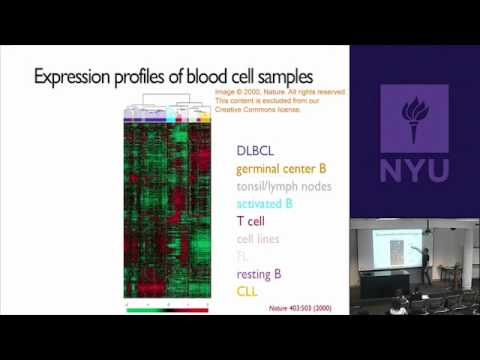 Expression profiles of blood cell samples
Image © 2000, Nature. All rights reserved.
This content is excluded from our
Creative Commons license.
DLBCL
germinal center B
tonsil/lymph nodes
activated B
T cell
cell lines
FL
resting B
CLL
Nature 403:503 (2000)
NYU